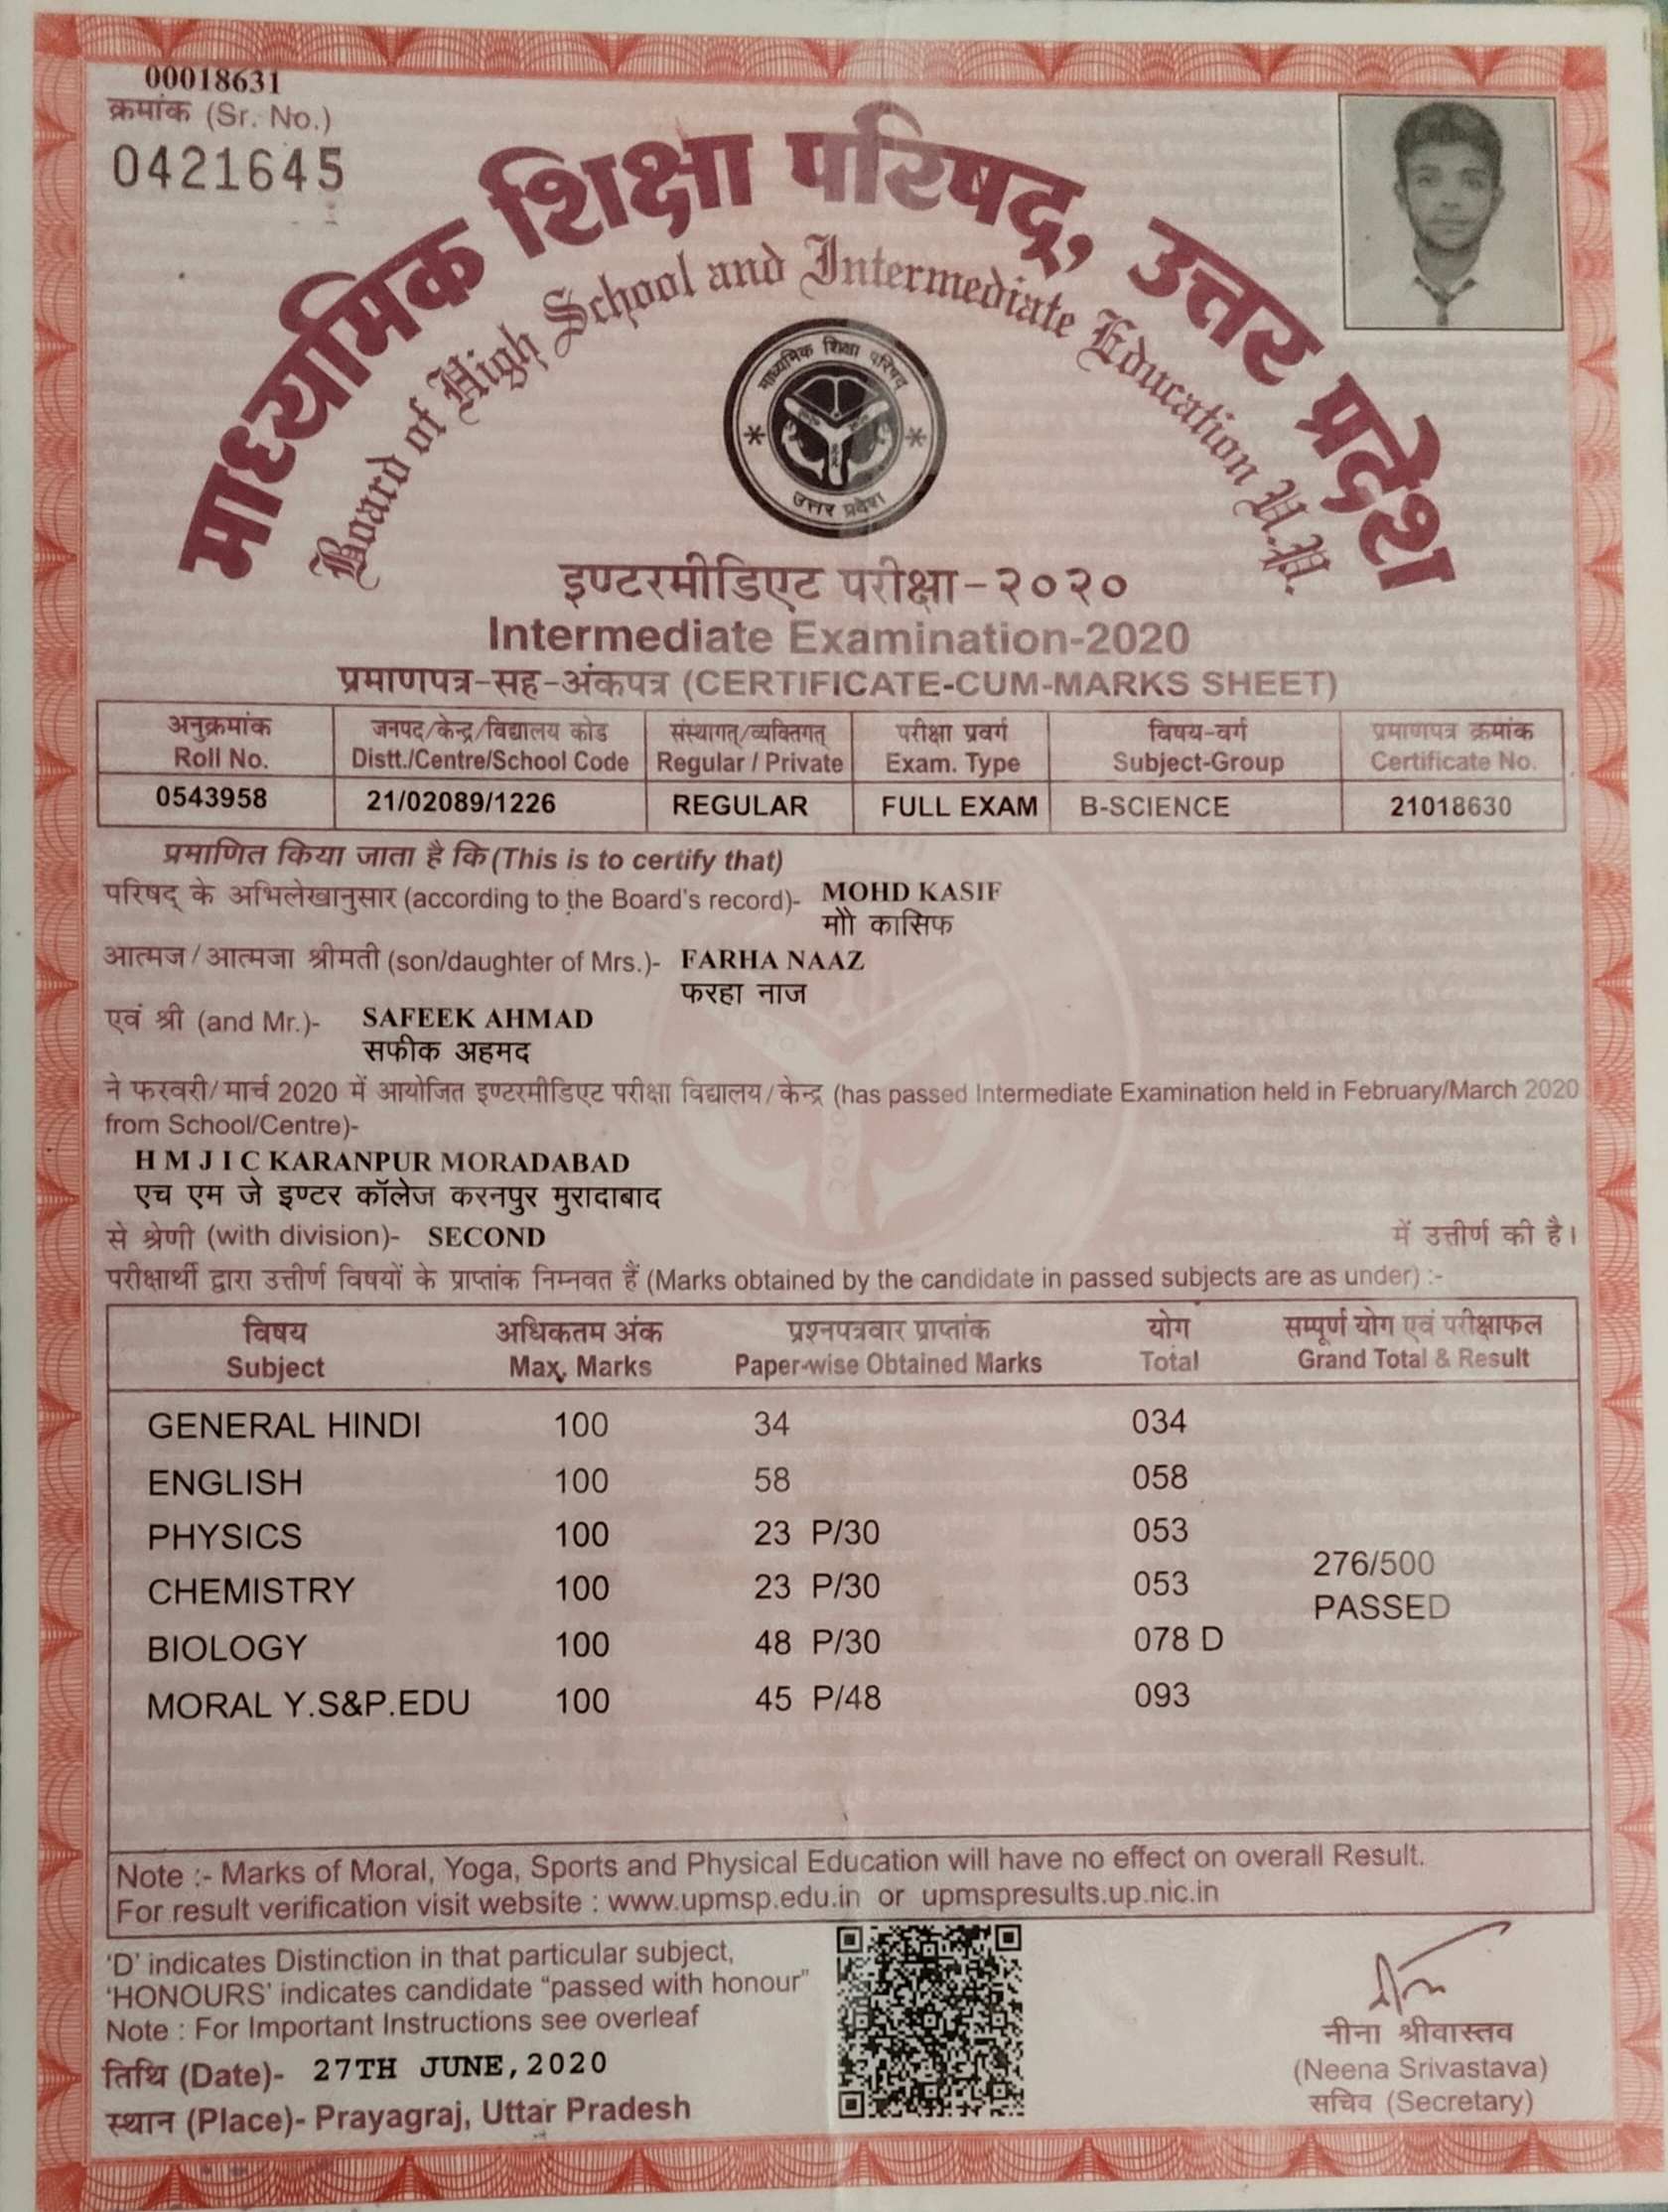 00018631
क्रमांक (Sr. No.)
0421645
माध्यमिक शिक्षा परिषद्, उत्तर प्रदेश
Board of High School and Intermediate Education U.P.
माध्यमिक शिक्षा परिषद
उत्तर प्रदेश
इण्टरमीडिएट परीक्षा-२०२०
Intermediate Examination-2020
प्रमाणपत्र-सह-अंकपत्र (CERTIFICATE-CUM-MARKS SHEET)
अनुक्रमांक जनपद/केन्द्र/विद्यालय कोड संस्थागत्/व्यक्तिगत् परीक्षा प्रवर्ग विषय-वर्ग प्रमाणपत्र क्रमांक
Roll No. Distt./Centre/School Code Regular / Private Exam. Type Subject-Group Certificate No.
0543958 21/02089/1226 REGULAR FULL EXAM B-SCIENCE 21018630
प्रमाणित किया जाता है कि (This is to certify that)
परिषद् के अभिलेखानुसार (according to the Board's record)- MOHD KASIF
मौ कासिफ
आत्मज/आत्मजा श्रीमती (son/daughter of Mrs.)- FARHA NAAZ
फरहा नाज
एवं श्री (and Mr.)- SAFEEK AHMAD
सफीक अहमद
ने फरवरी/मार्च 2020 में आयोजित इण्टरमीडिएट परीक्षा विद्यालय/केन्द्र (has passed Intermediate Examination held in February/March 2020
from School/Centre)-
H M J I C KARANPUR MORADABAD
एच एम जे इण्टर कॉलेज करनपुर मुरादाबाद
से श्रेणी (with division)- SECOND में उत्तीर्ण की है।
परीक्षार्थी द्वारा उत्तीर्ण विषयों के प्राप्तांक निम्नवत हैं (Marks obtained by the candidate in passed subjects are as under) :-
विषय अधिकतम अंक प्रश्नपत्रवार प्राप्तांक योग सम्पूर्ण योग एवं परीक्षाफल
Subject Max. Marks Paper-wise Obtained Marks Total Grand Total & Result
GENERAL HINDI 100 34 034
ENGLISH 100 58 058
PHYSICS 100 23 P/30 053
276/500
CHEMISTRY 100 23 P/30 053
PASSED
BIOLOGY 100 48 P/30 078 D
MORAL Y.S&P.EDU 100 45 P/48 093
Note :- Marks of Moral, Yoga, Sports and Physical Education will have no effect on overall Result.
For result verification visit website : www.upmsp.edu.in or upmspresults.up.nic.in
'D' indicates Distinction in that particular subject,
'HONOURS' indicates candidate "passed with honour"
Note : For Important Instructions see overleaf
तिथि (Date)- 27TH JUNE, 2020
स्थान (Place)- Prayagraj, Uttar Pradesh
नीना श्रीवास्तव
(Neena Srivastava)
सचिव (Secretary)